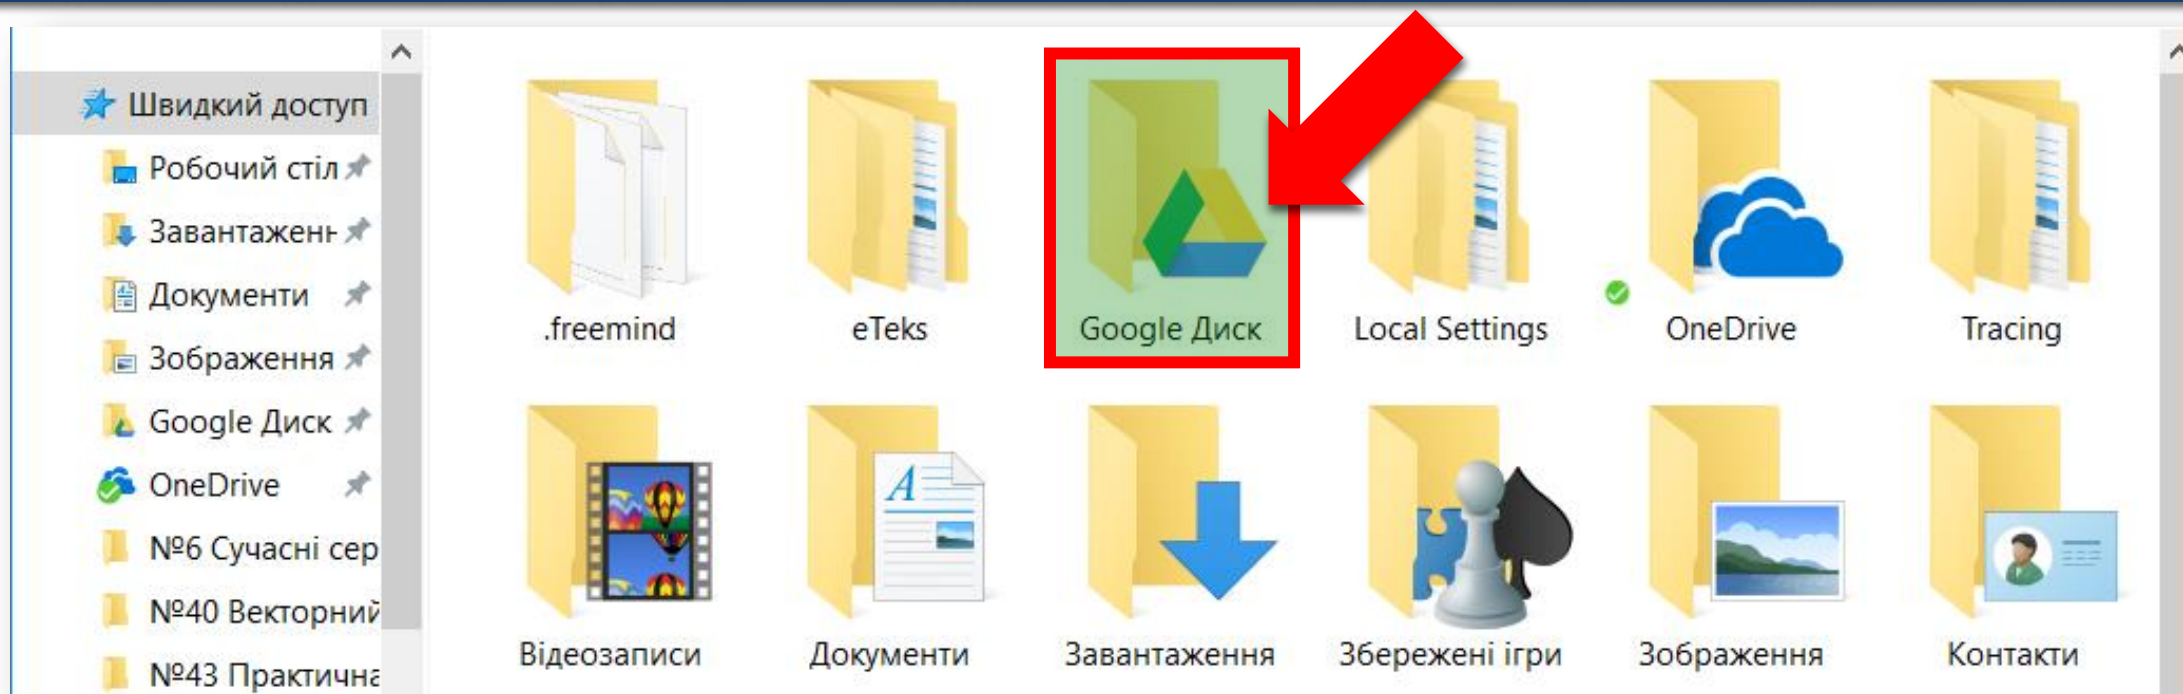 Швидкий доступ
Робочий стіл
Завантаженн
Документи
Зображення
Google Диск
OneDrive
№6 Сучасні сер
№40 Векторний
№43 Практична
.freemind
eTeks
Google Диск
Local Settings
OneDrive
Tracing
Відеозаписи
Документи
Завантаження
Збережені ігри
Зображення
Контакти